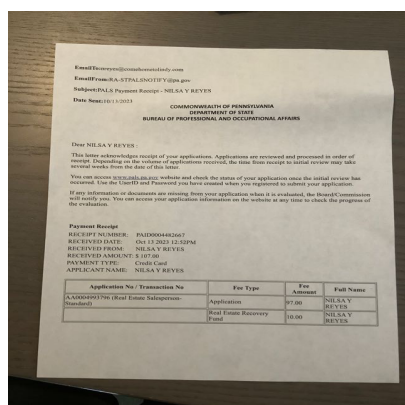 EmailTo:nreyes@comehometoindy.com
EmailFrom:RA-STPALSNOTIFY@pa.gov
Subject:PALS Payment Receipt - NILSA Y REYES
Date Sent:10/13/2023
COMMONWEALTH OF PENNSYLVANIA
DEPARTMENT OF STATE
BUREAU OF PROFESSIONAL AND OCCUPATIONAL AFFAIRS
Dear NILSA Y REYES :
This letter acknowledges receipt of your applications. Applications are reviewed and processed in order of
receipt. Depending on the volume of applications received, the time from receipt to initial review may take
several weeks from the date of this letter.
You can access www.pals.pa.gov website and check the status of your application once the initial review has
occurred. Use the UserID and Password you have created when you registered to submit your application.
If any information or documents are missing from your application when it is evaluated, the Board/Commission
will notify you. You can access your application information on the website at any time to check the progress of
the evaluation.
Payment Receipt
RECEIPT NUMBER: PAID0004482667
RECEIVED DATE: Oct 13 2023 12:52PM
RECEIVED FROM: NILSA Y REYES
RECEIVED AMOUNT: $ 107.00
PAYMENT TYPE: Credit Card
APPLICANT NAME: NILSA Y REYES
Application No / Transaction No Fee Type Fee Amount Full Name
AA0004993796 (Real Estate Salesperson-Standard) Application 97.00 NILSA Y REYES
Real Estate Recovery Fund 10.00 NILSA Y REYES